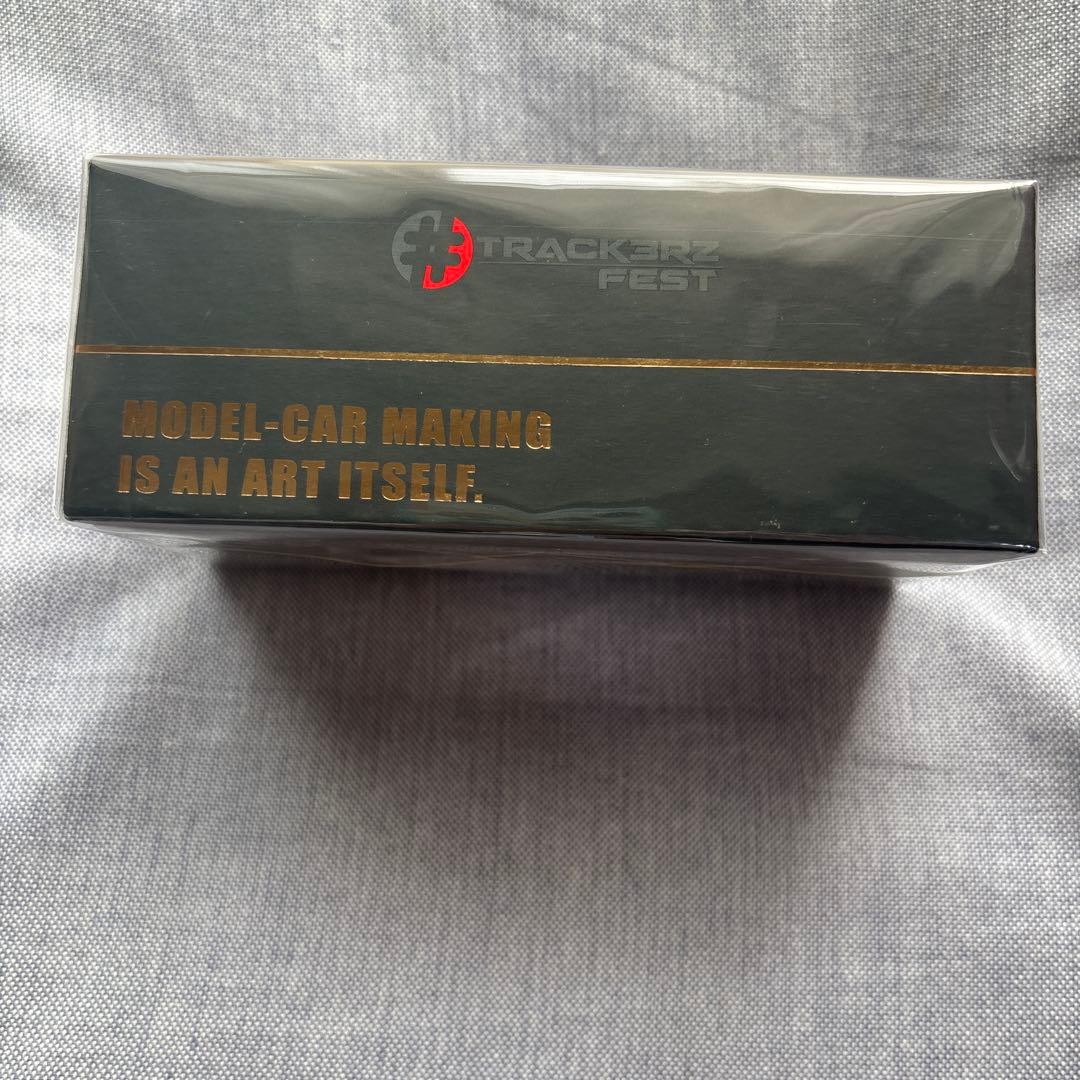 #TRACK3RZ
FEST
MODEL-CAR MAKING
IS AN ART ITSELF.